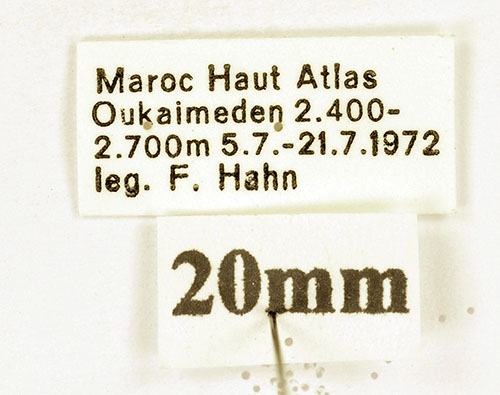 Maroc Haut Atlas
Oukaimeden 2.400-
2.700m 5.7.-21.7.1972
leg. F. Hahn
20mm